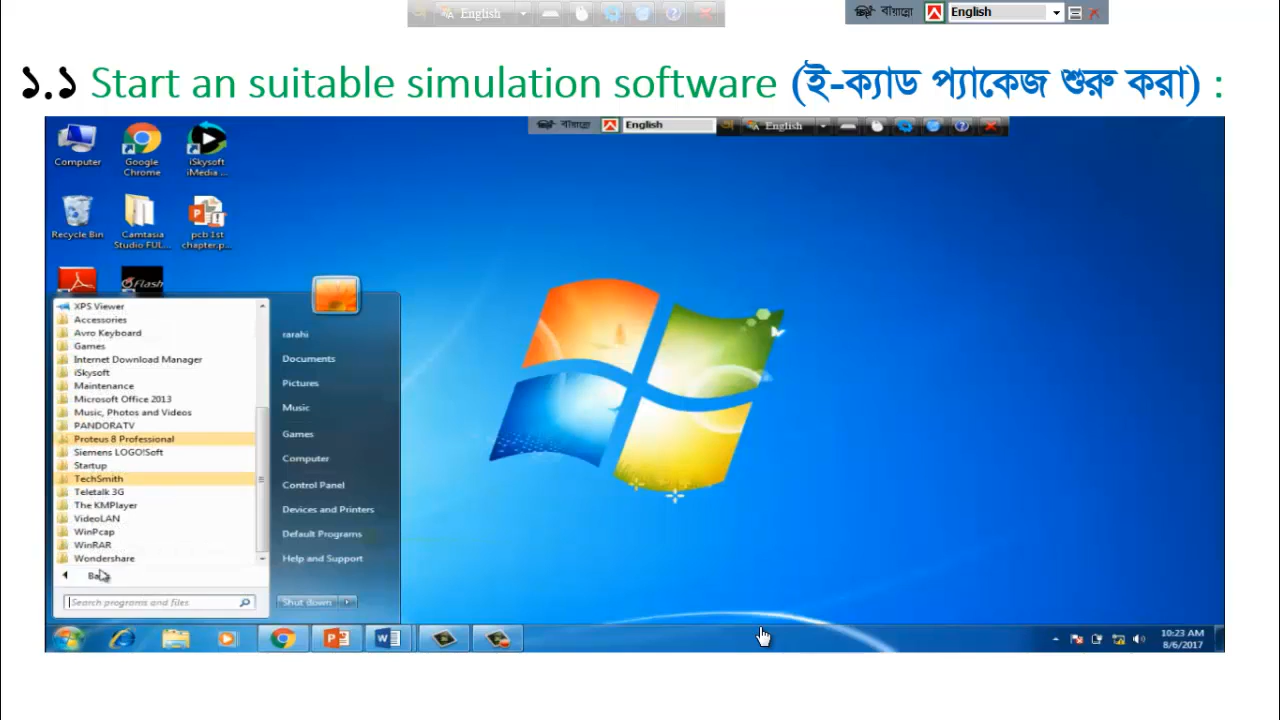 English
বায়ান্নো English
১.১ Start an suitable simulation software (ই-ক্যাড প্যাকেজ শুরু করা) :
বায়ান্নো English English
Computer
Google Chrome
iSkysoft iMedia ...
Recycle Bin
Camtasia Studio FUL...
pcb 1st chapter.p...
Flash
XPS Viewer
Accessories
Avro Keyboard
Games
Internet Download Manager
iSkysoft
Maintenance
Microsoft Office 2013
Music, Photos and Videos
PANDORATV
Proteus 8 Professional
Siemens LOGO!Soft
Startup
TechSmith
Teletalk 3G
The KMPlayer
VideoLAN
WinPcap
WinRAR
Wondershare
Search programs and files
rarahi
Documents
Pictures
Music
Games
Computer
Control Panel
Devices and Printers
Default Programs
Help and Support
Shut down
10:23 AM
8/6/2017